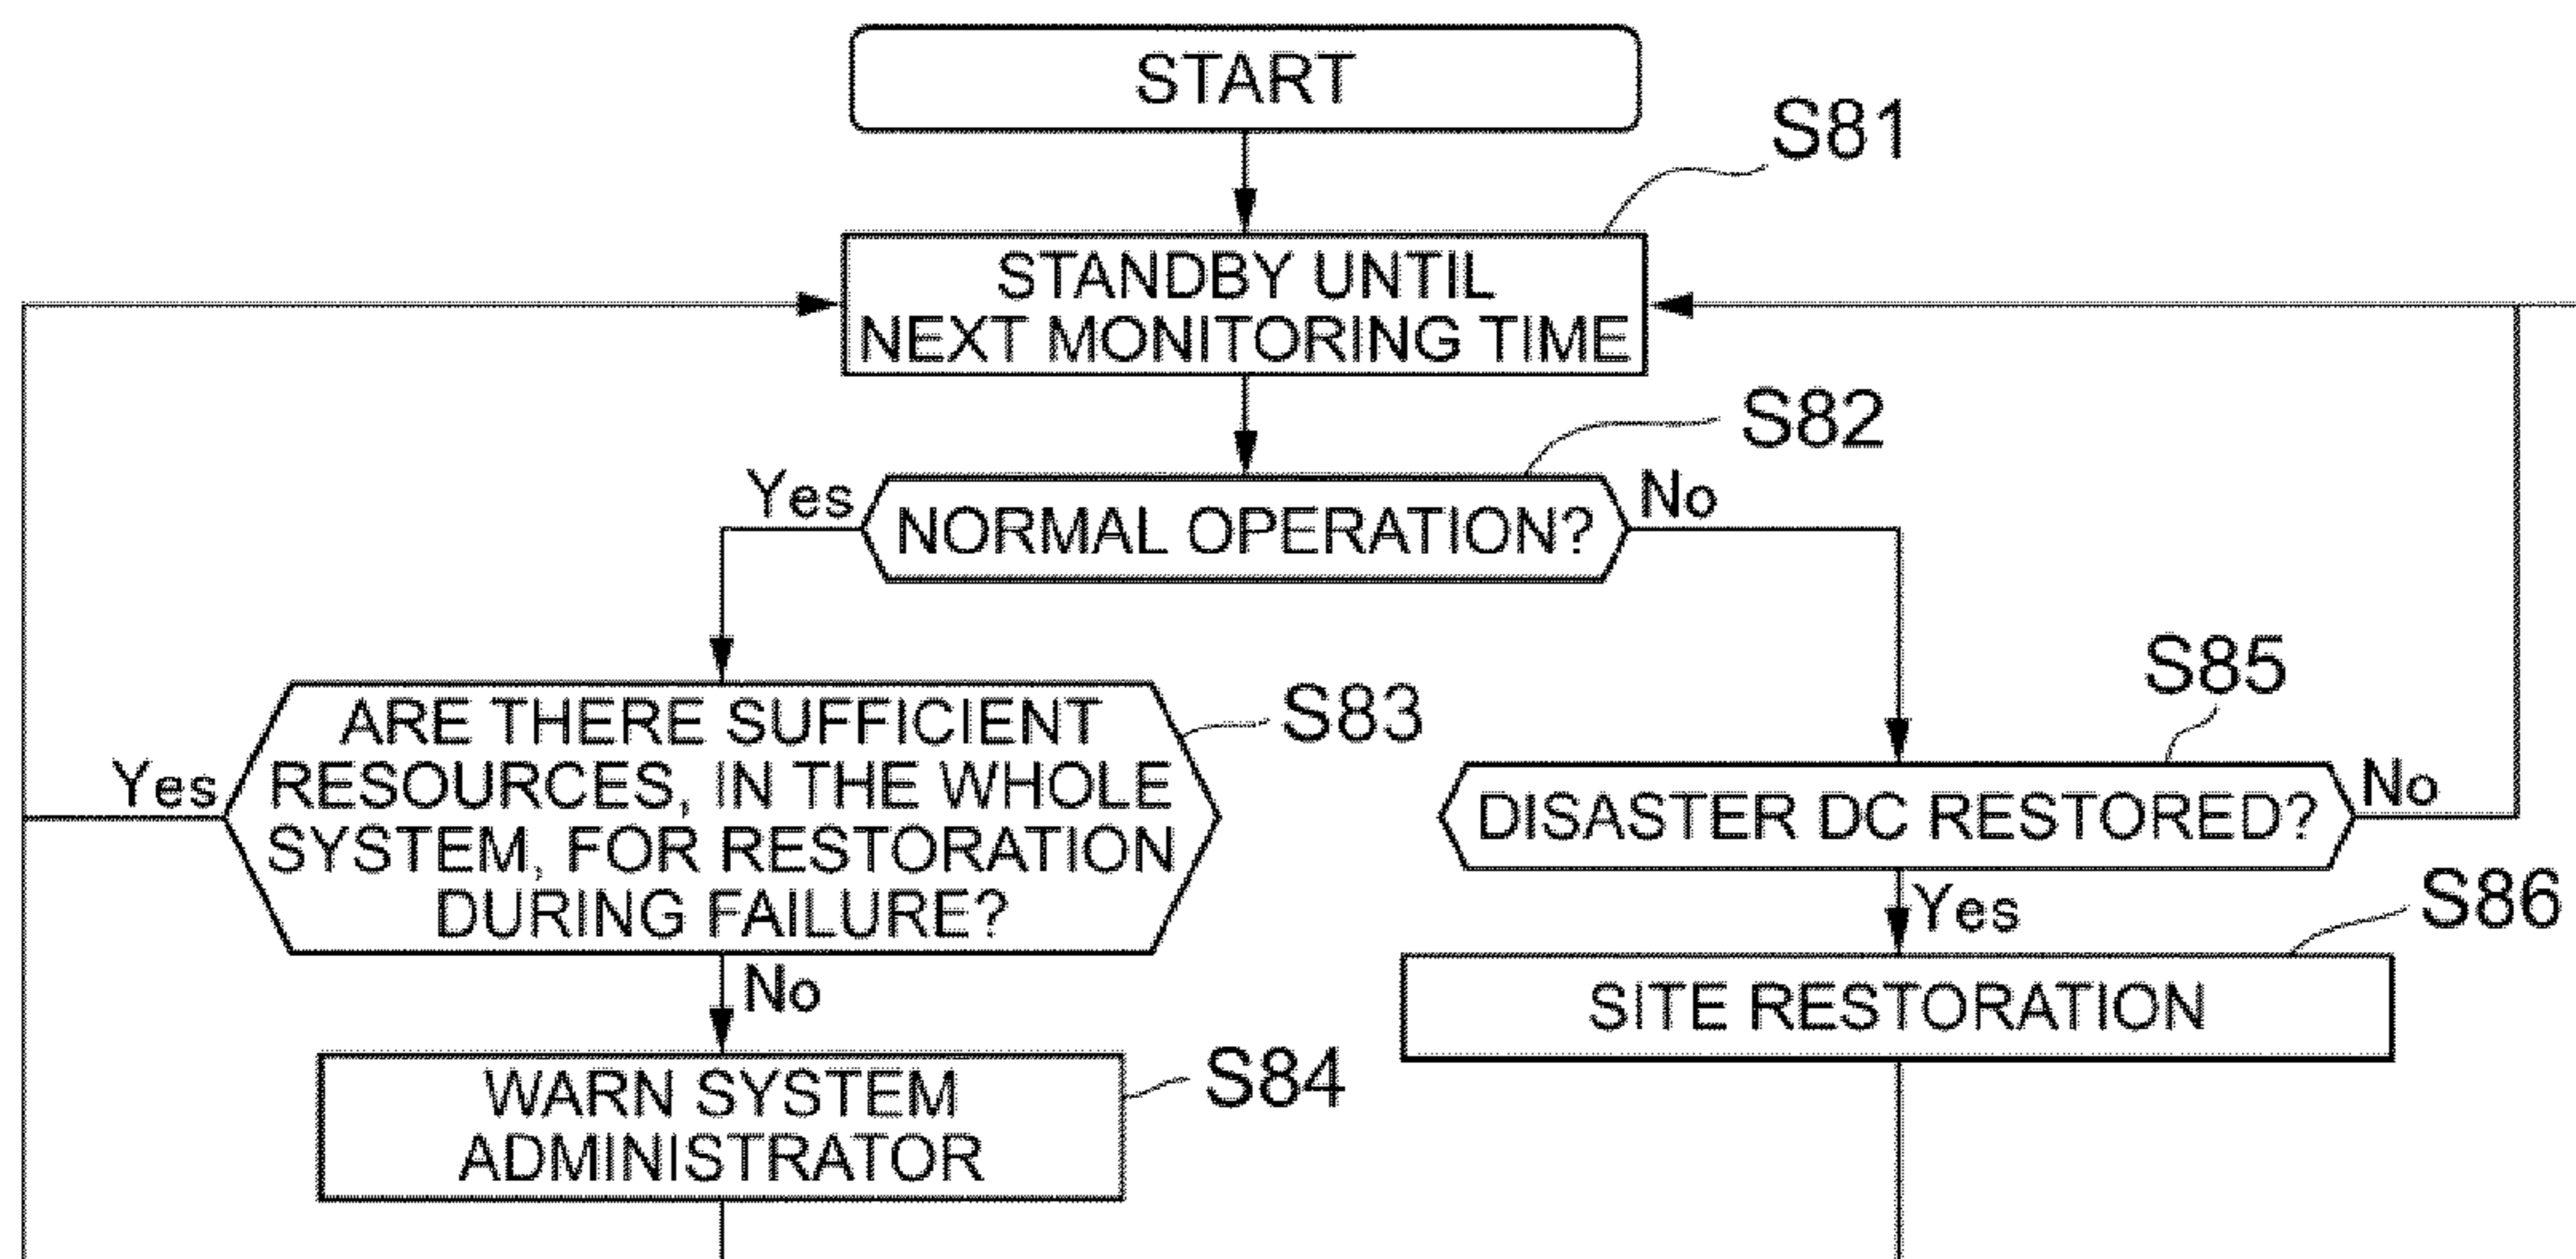 START
S81
STANDBY UNTIL
NEXT MONITORING TIME
S82
Yes
NORMAL OPERATION?
No
S83
ARE THERE SUFFICIENT
RESOURCES, IN THE WHOLE
SYSTEM, FOR RESTORATION
DURING FAILURE?
Yes
No
S84
WARN SYSTEM
ADMINISTRATOR
S85
DISASTER DC RESTORED?
No
Yes
S86
SITE RESTORATION